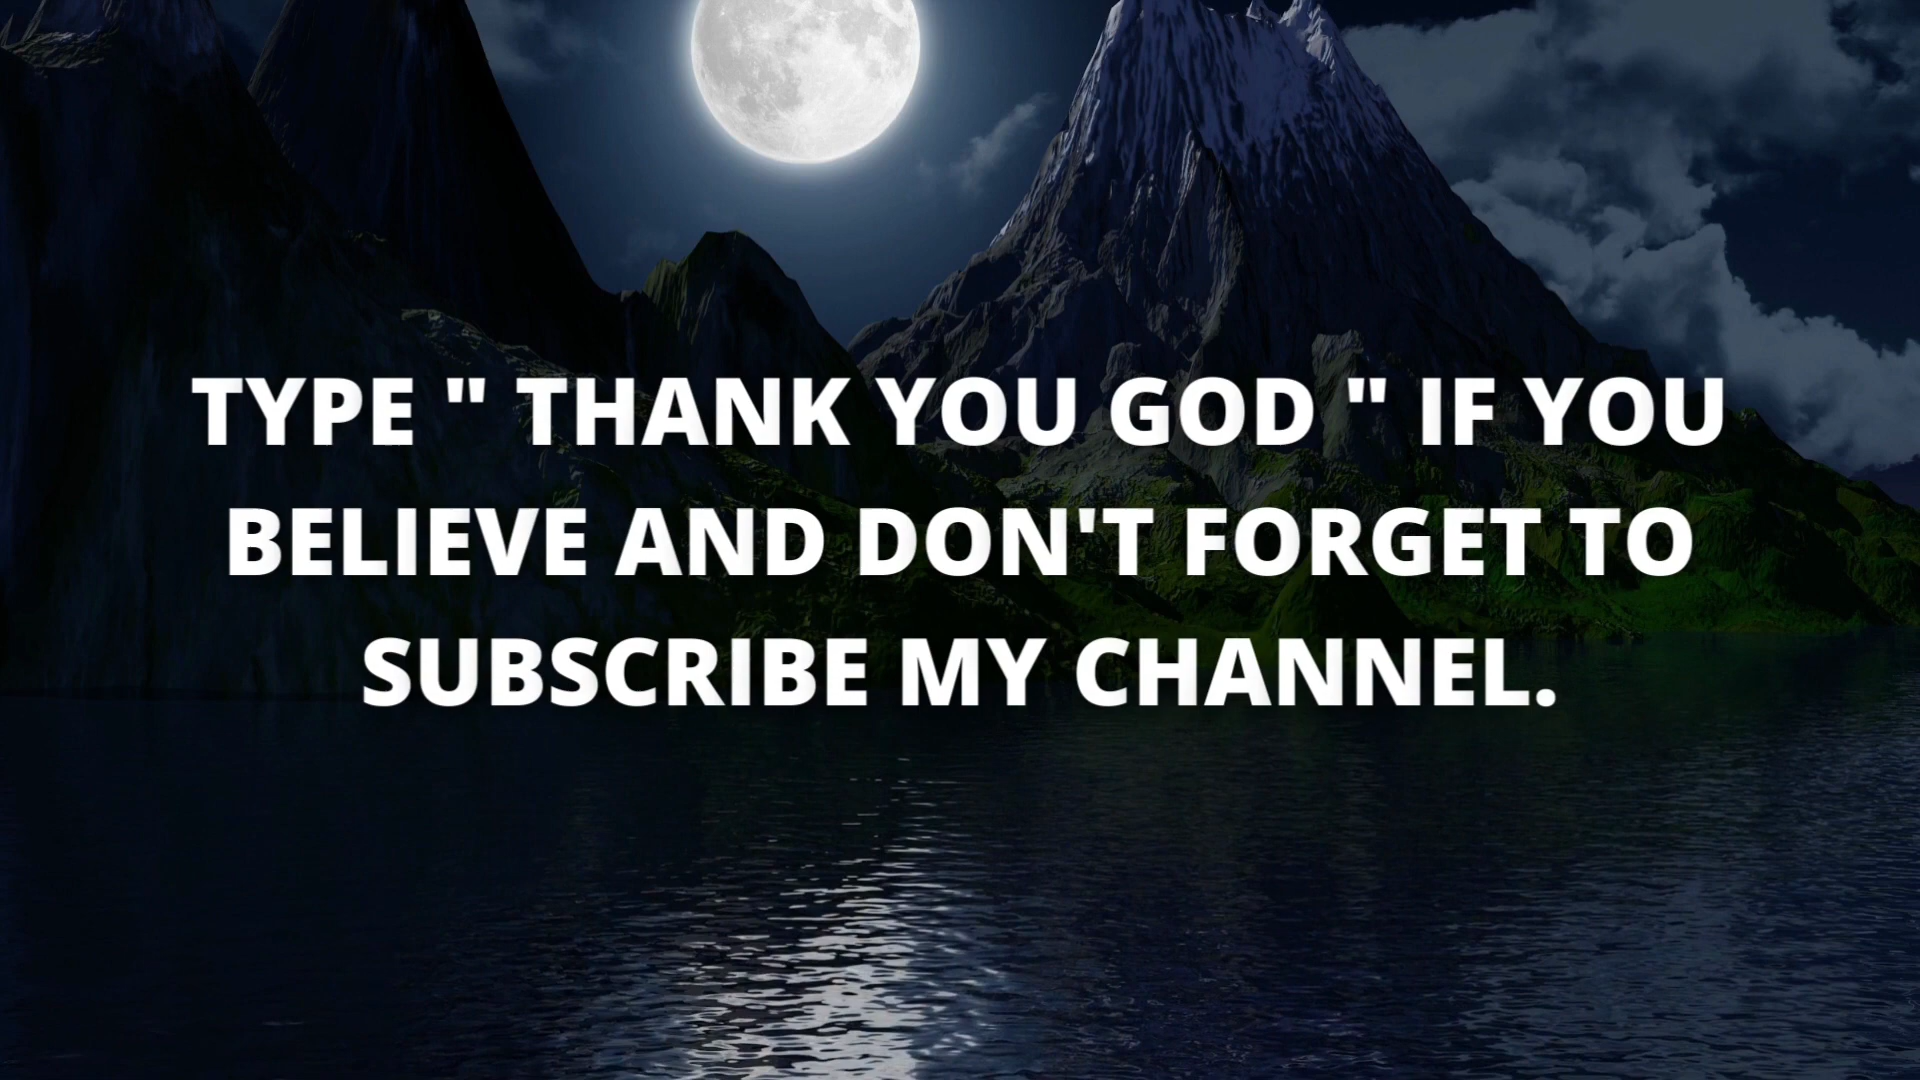 TYPE " THANK YOU GOD " IF YOU
BELIEVE AND DON'T FORGET TO
SUBSCRIBE MY CHANNEL.